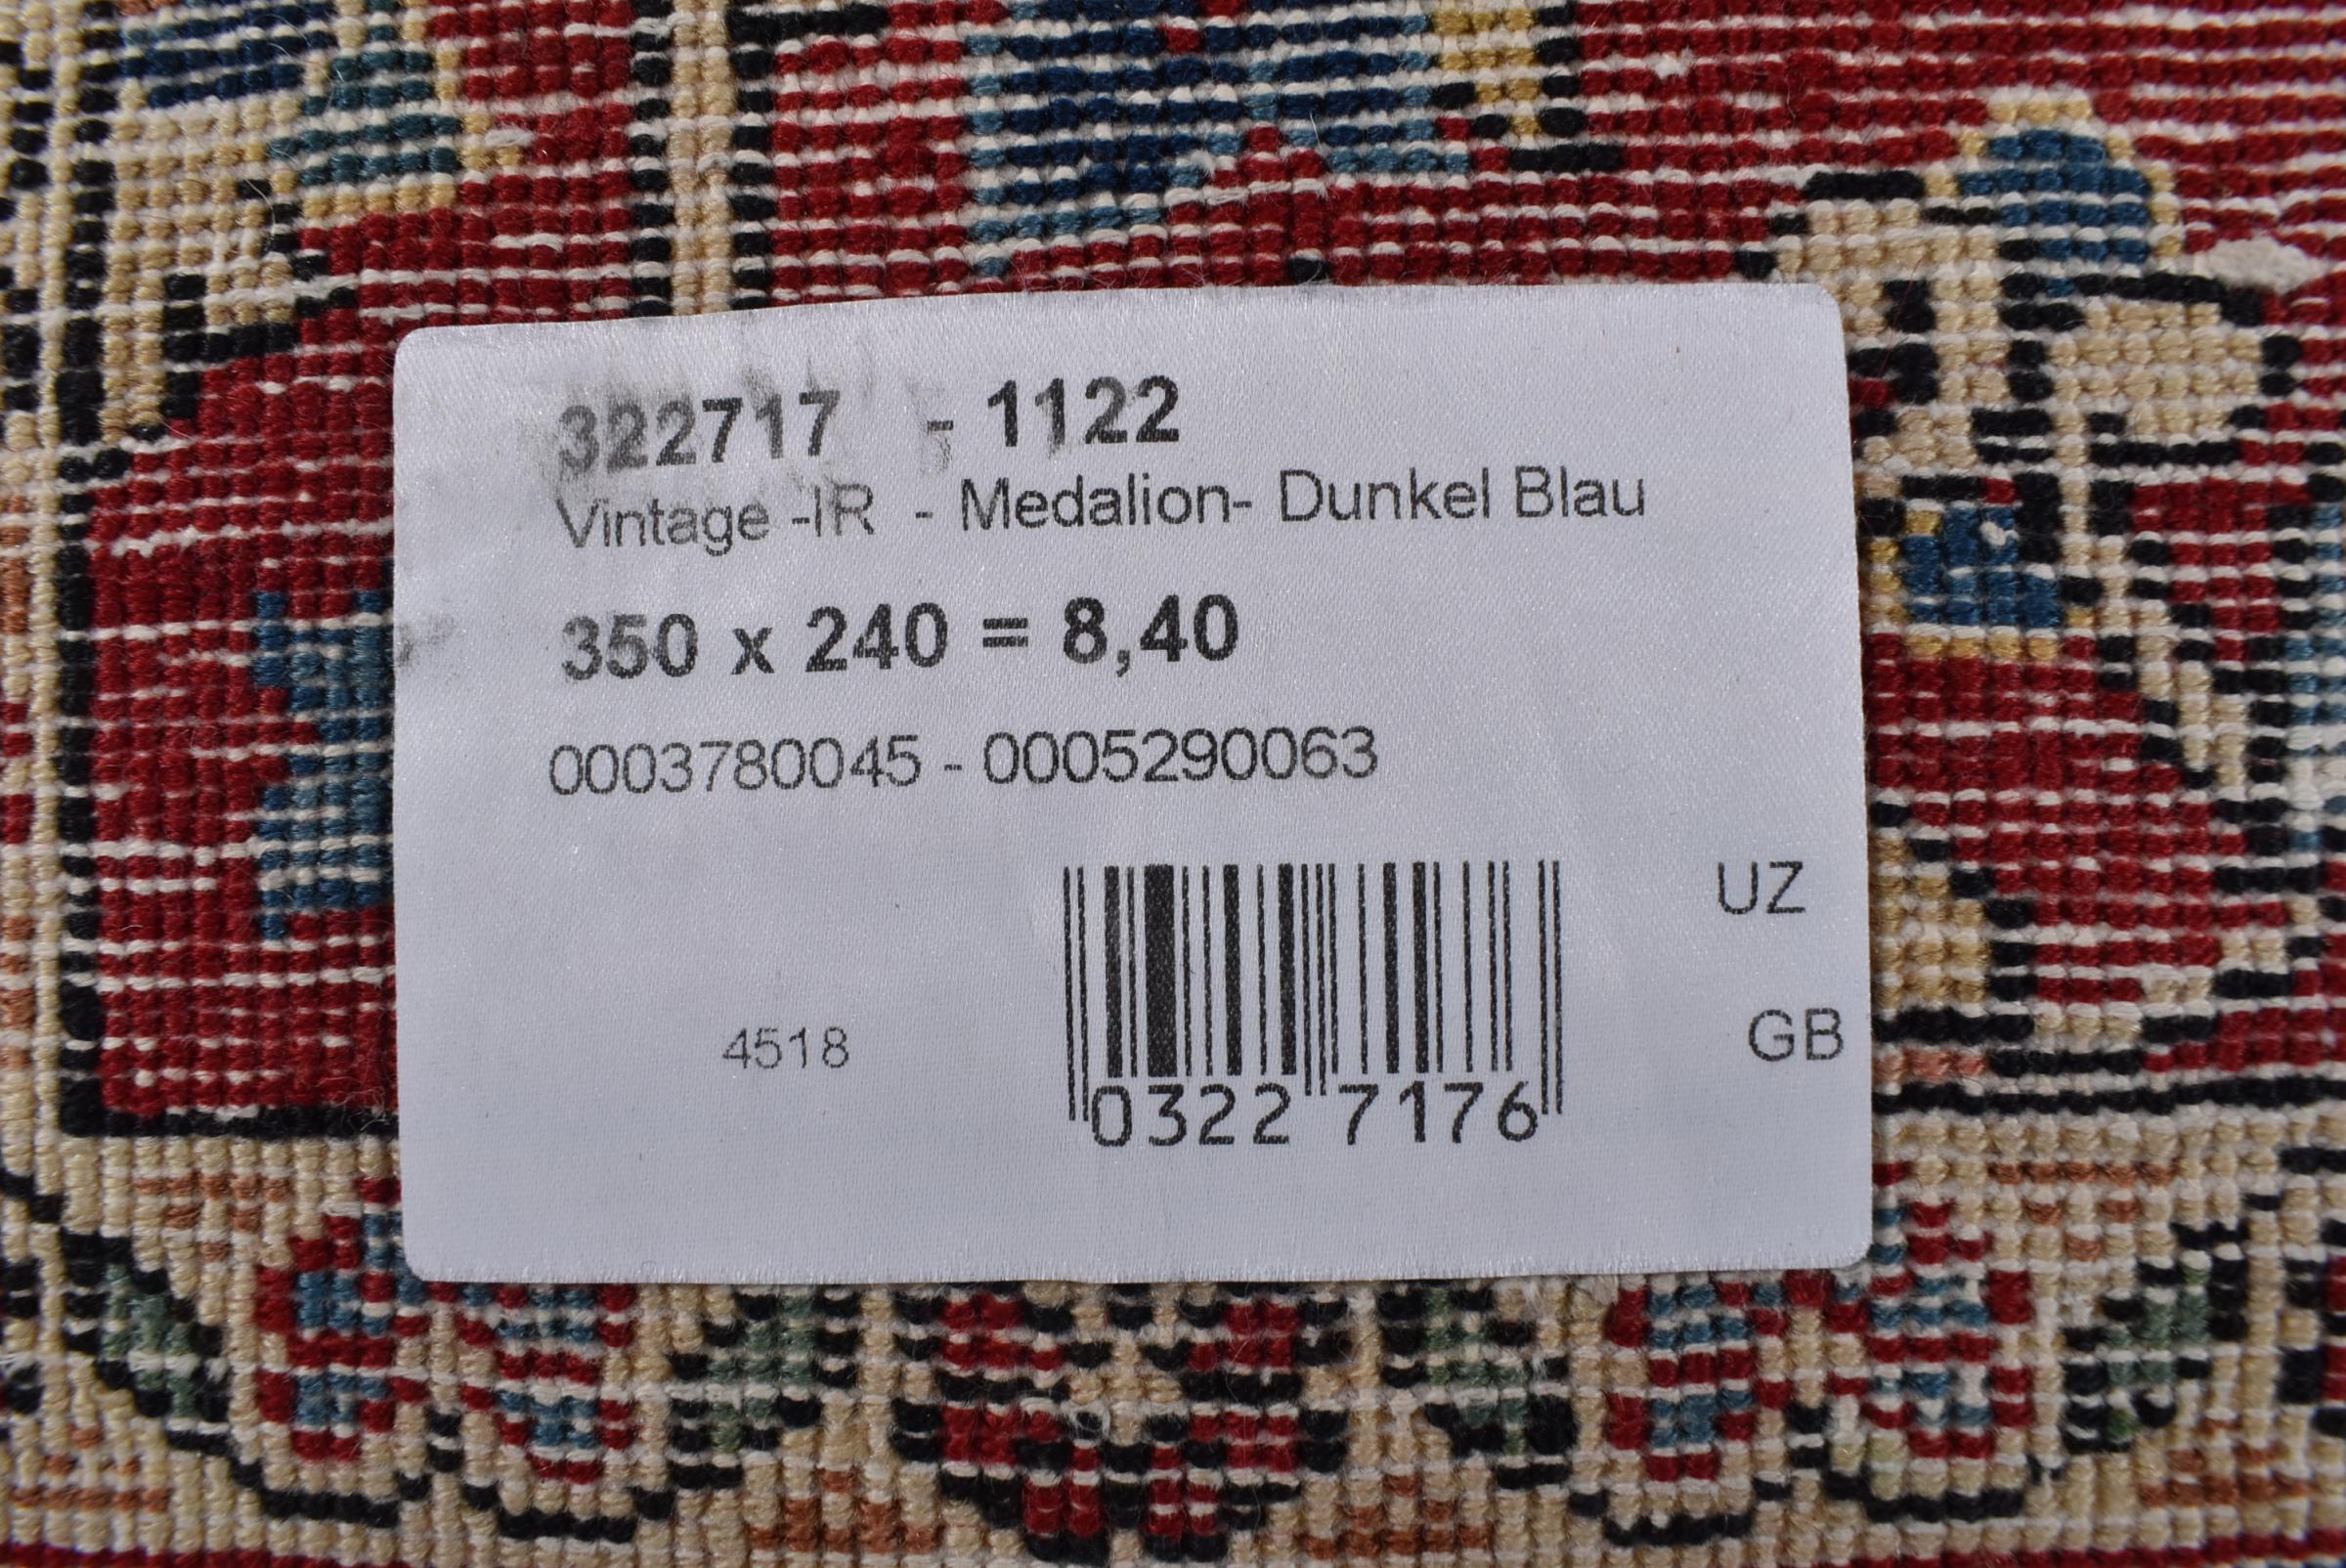 322717 - 1122
Vintage -IR - Medalion- Dunkel Blau
350 x 240 = 8,40
0003780045 - 0005290063
UZ
GB
4518
0322 7176